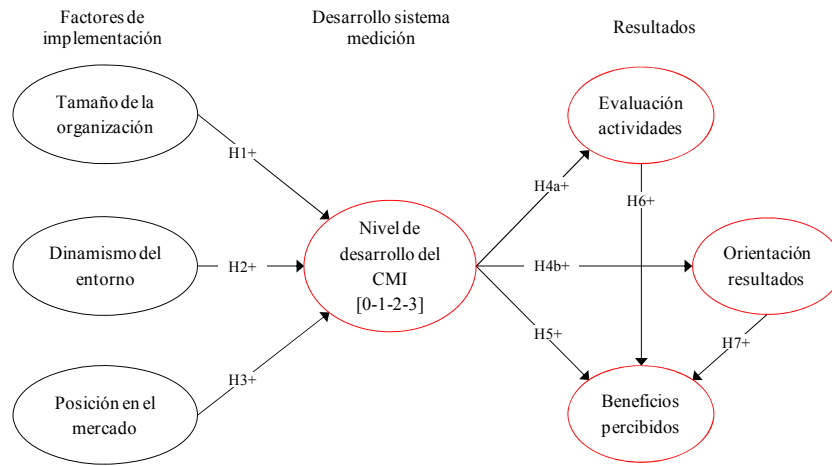 Factores de
implementación
Desarrollo sistema
medición
Resultados
Tamaño de la
organización
Evaluación
actividades
H1+
H4a+
H6+
Dinamismo del
entorno
H2+
Nivel de
desarrollo del
CMI
[0-1-2-3]
H4b+
Orientación
resultados
H3+
H5+
H7+
Posición en el
mercado
Beneficios
percibidos